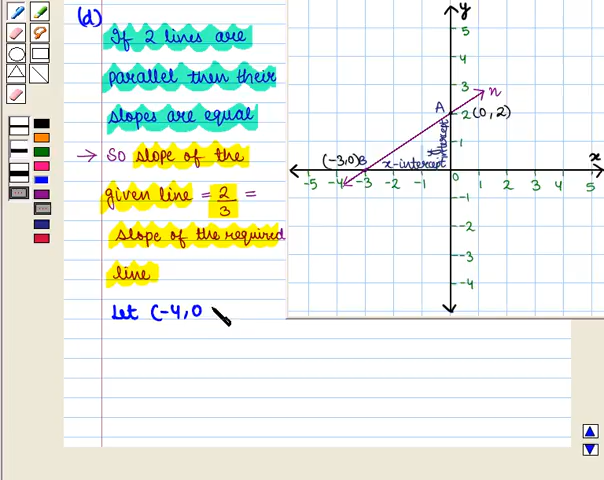 (d)
If 2 lines are
parallel then their
slopes are equal
→ So slope of the
given line = 2/3 =
slope of the required
line
Let (-4,0
y
5
4
3
n
A
2 (0,2)
1
y-intercept
(-3,0) B
x-intercept
x
-5 -4 -3 -2 -1 0 1 2 3 4 5
-1
-2
-3
-4